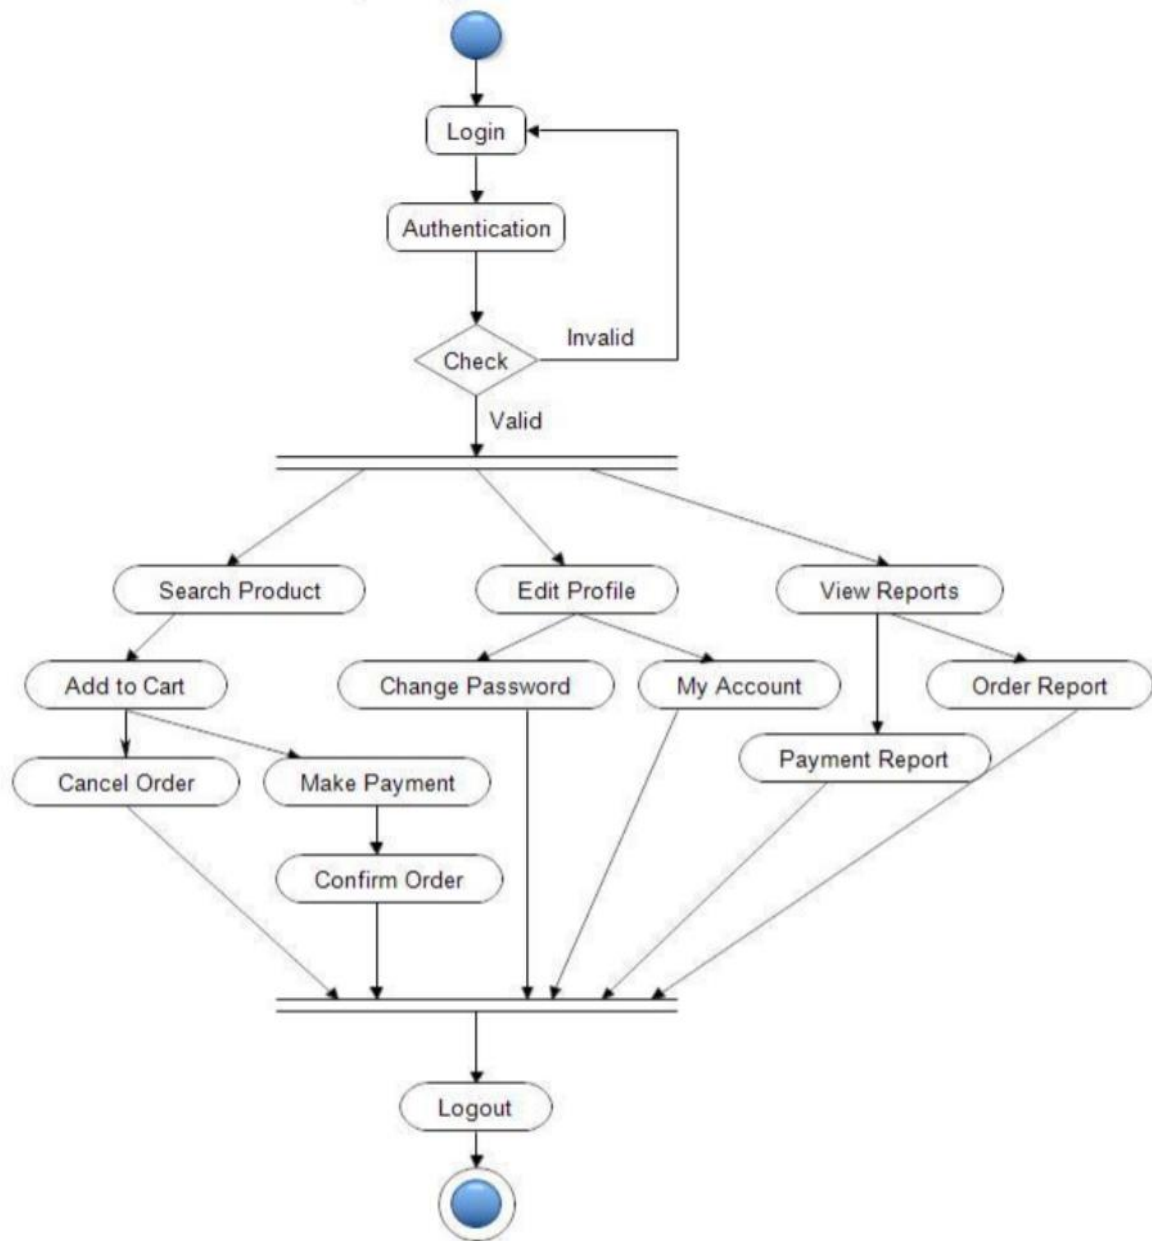 Login
Authentication
Invalid
Check
Valid
Search Product
Edit Profile
View Reports
Add to Cart
Change Password
My Account
Order Report
Payment Report
Cancel Order
Make Payment
Confirm Order
Logout